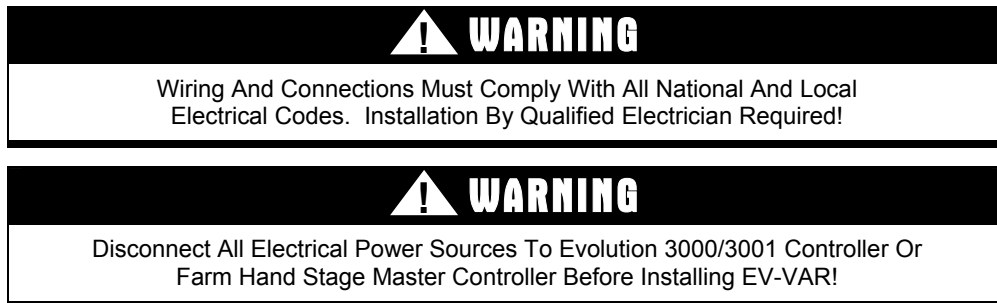 ! WARNING
Wiring And Connections Must Comply With All National And Local
Electrical Codes. Installation By Qualified Electrician Required!
! WARNING
Disconnect All Electrical Power Sources To Evolution 3000/3001 Controller Or
Farm Hand Stage Master Controller Before Installing EV-VAR!